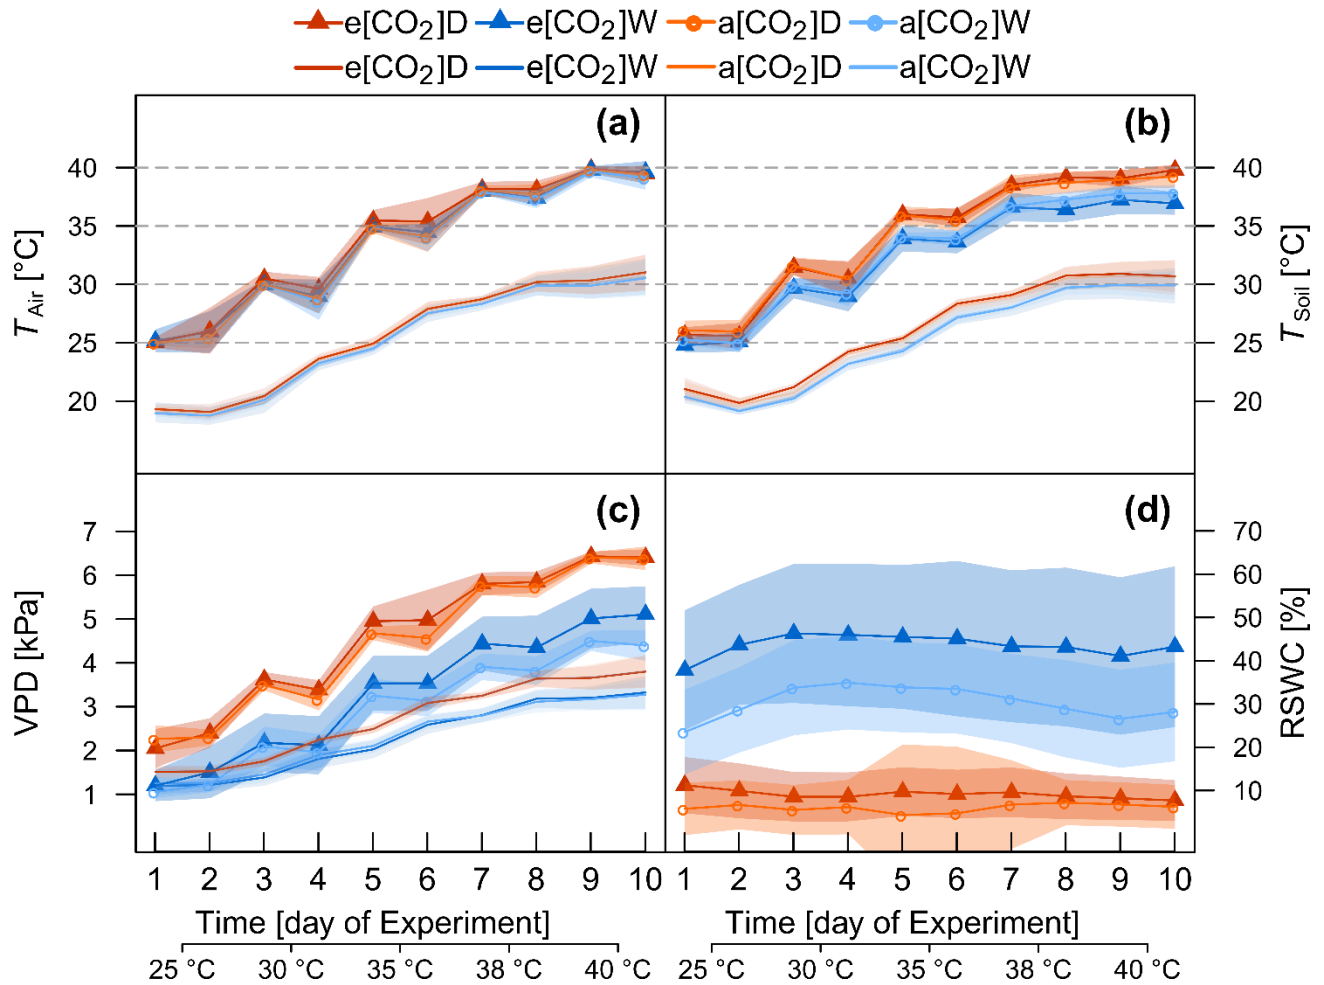 e[CO₂]D e[CO₂]W a[CO₂]D a[CO₂]W
e[CO₂]D e[CO₂]W a[CO₂]D a[CO₂]W
(a)
40
35
30
25
20
T Air [°C]
(b)
40
35
30
25
20
T Soil [°C]
(c)
7
6
5
4
3
2
1
VPD [kPa]
(d)
70
60
50
40
30
20
10
RSWC [%]
1 2 3 4 5 6 7 8 9 10
Time [day of Experiment]
25 °C 30 °C 35 °C 38 °C 40 °C
1 2 3 4 5 6 7 8 9 10
Time [day of Experiment]
25 °C 30 °C 35 °C 38 °C 40 °C